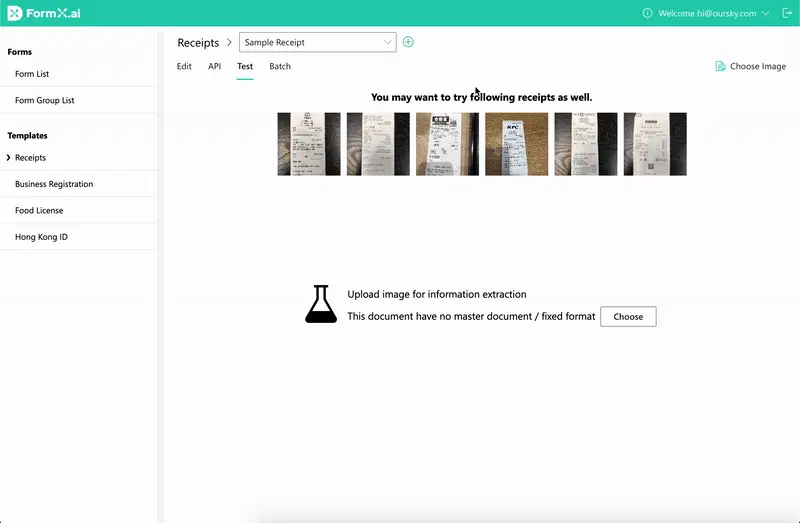 FormX.ai
Welcome hi@oursky.com
Forms
Form List
Form Group List
Templates
Receipts
Business Registration
Food License
Hong Kong ID
Receipts
Sample Receipt
Edit
API
Test
Batch
Choose Image
You may want to try following receipts as well.
KFC
Upload image for information extraction
This document have no master document / fixed format
Choose